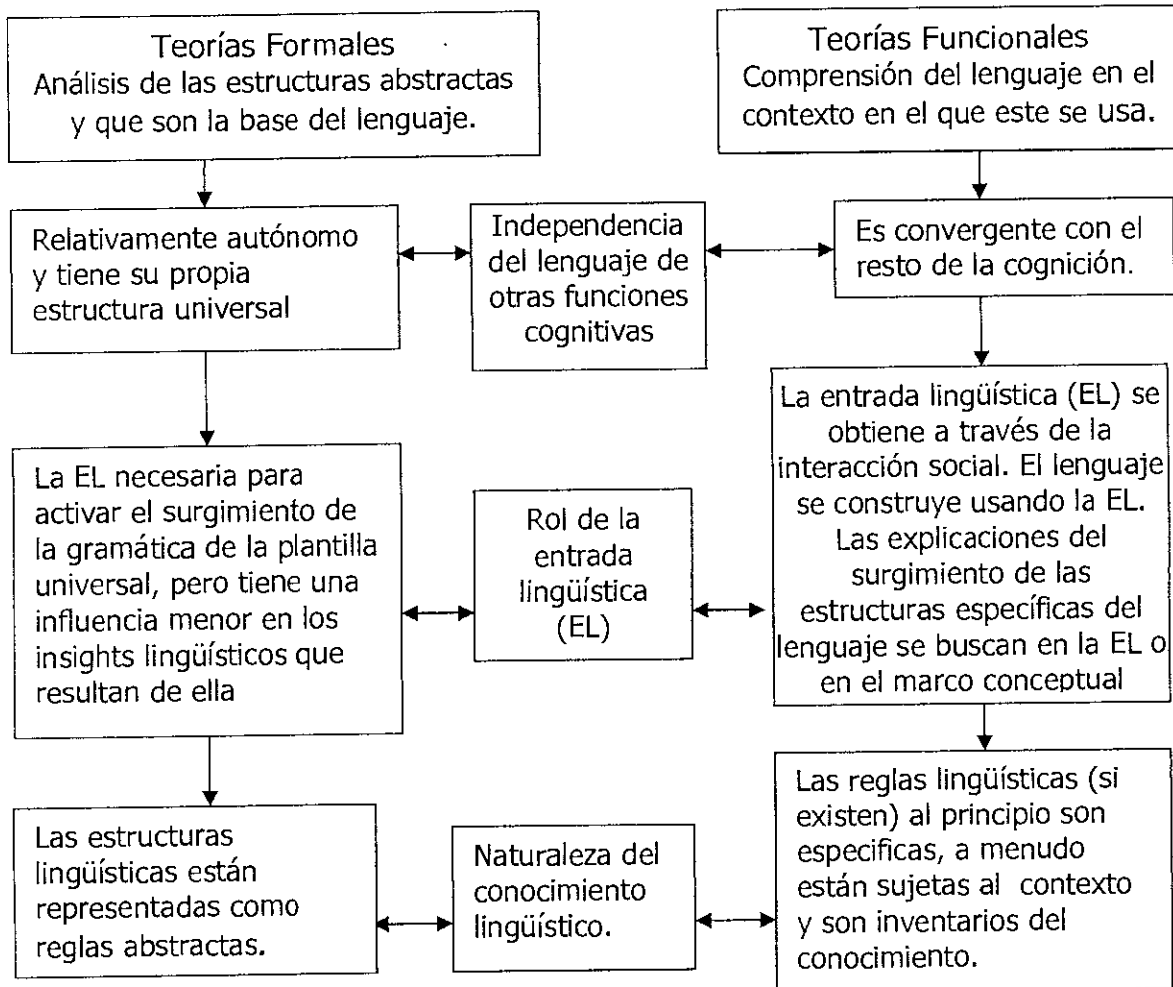 Teorías Formales
Análisis de las estructuras abstractas
y que son la base del lenguaje.
Teorías Funcionales
Comprensión del lenguaje en el
contexto en el que este se usa.
Relativamente autónomo
y tiene su propia
estructura universal
Independencia
del lenguaje de
otras funciones
cognitivas
Es convergente con el
resto de la cognición.
La EL necesaria para
activar el surgimiento de
la gramática de la plantilla
universal, pero tiene una
influencia menor en los
insights lingüísticos que
resultan de ella
Rol de la
entrada
lingüística
(EL)
La entrada lingüística (EL) se
obtiene a través de la
interacción social. El lenguaje
se construye usando la EL.
Las explicaciones del
surgimiento de las
estructuras específicas del
lenguaje se buscan en la EL o
en el marco conceptual
Las estructuras
lingüísticas están
representadas como
reglas abstractas.
Naturaleza del
conocimiento
lingüístico.
Las reglas lingüísticas (si
existen) al principio son
especificas, a menudo
están sujetas al contexto
y son inventarios del
conocimiento.